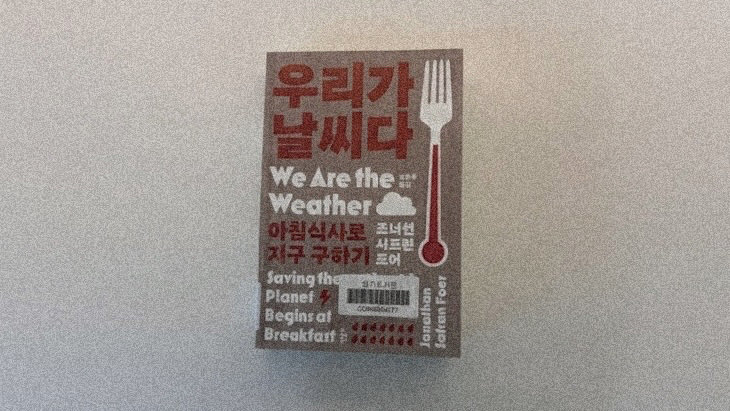 우리가
날씨다
We Are the
Weather
아침식사로
지구 구하기
조너선
사프란
포어
Saving the
Planet
Begins at
Breakfast
Jonathan
Safran Foer